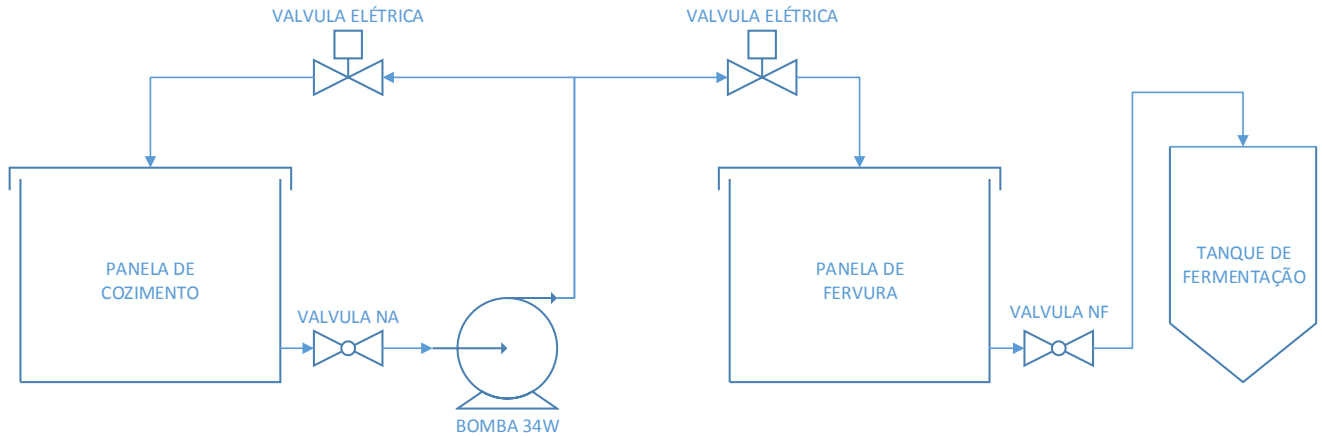 VALVULA ELÉTRICA
VALVULA ELÉTRICA
PANELA DE
COZIMENTO
VALVULA NA
BOMBA 34W
PANELA DE
FERVURA
VALVULA NF
TANQUE DE
FERMENTAÇÃO